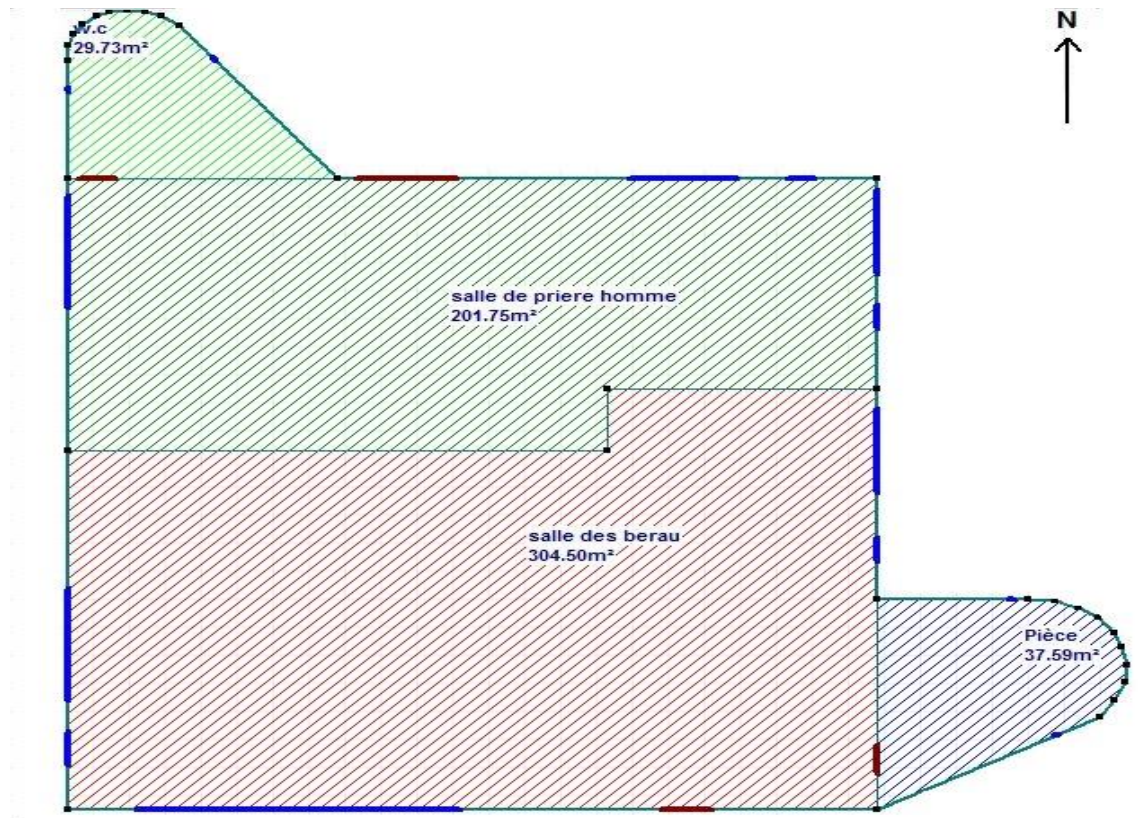 w.c
29.73m²
N
salle de priere homme
201.75m²
salle des berau
304.50m²
Pièce
37.59m²